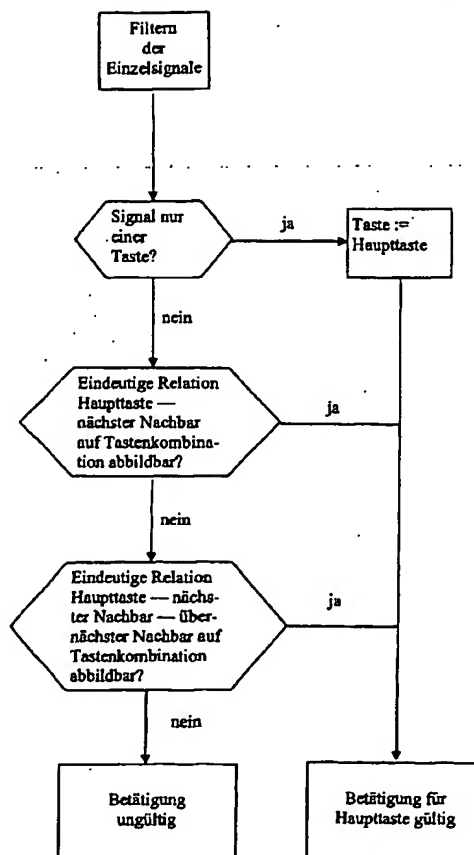 Filtern
der
Einzelsignale
Signal nur
einer
Taste?
ja
Taste :=
Haupttaste
nein
Eindeutige Relation
Haupttaste —
nächster Nachbar
auf Tastenkombina-
tion abbildbar?
ja
nein
Eindeutige Relation
Haupttaste — nächs-
ter Nachbar — über-
nächster Nachbar auf
Tastenkombination
abbildbar?
ja
nein
Betätigung
ungültig
Betätigung für
Haupttaste gültig